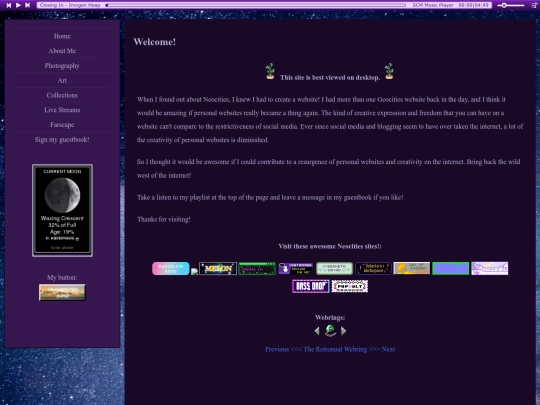 Closing In - Imogen Heap
SCM Music Player 00:00|04:49
Home
About Me
Photography
Art
Collections
Live Streams
Farscape
Sign my guestbook!
CURRENT MOON
Waxing Crescent
32% of Full
Age: 19%
N. HEMISPHERE
lunar phase
My button:
Welcome!
This site is best viewed on desktop.
When I found out about Neocities, I knew I had to create a website! I had more than one Geocities website back in the day, and I think it
would be amazing if personal websites really became a thing again. The kind of creative expression and freedom that you can have on a
website can't compare to the restrictiveness of social media. Ever since social media and blogging seem to have overtaken the internet, a lot of
the creativity of personal websites is diminished.
So I thought it would be awesome if I could contribute to a resurgence of personal websites and creativity on the internet. Bring back the wild
west of the internet!
Take a listen to my playlist at the top of the page and leave a message in my guestbook if you like!
Thanks for visiting!
Visit these awesome Neocities sites!:
MELON
BASS DROP POPCULT
Webrings:
Previous <<< The Retronaut Webring >>> Next